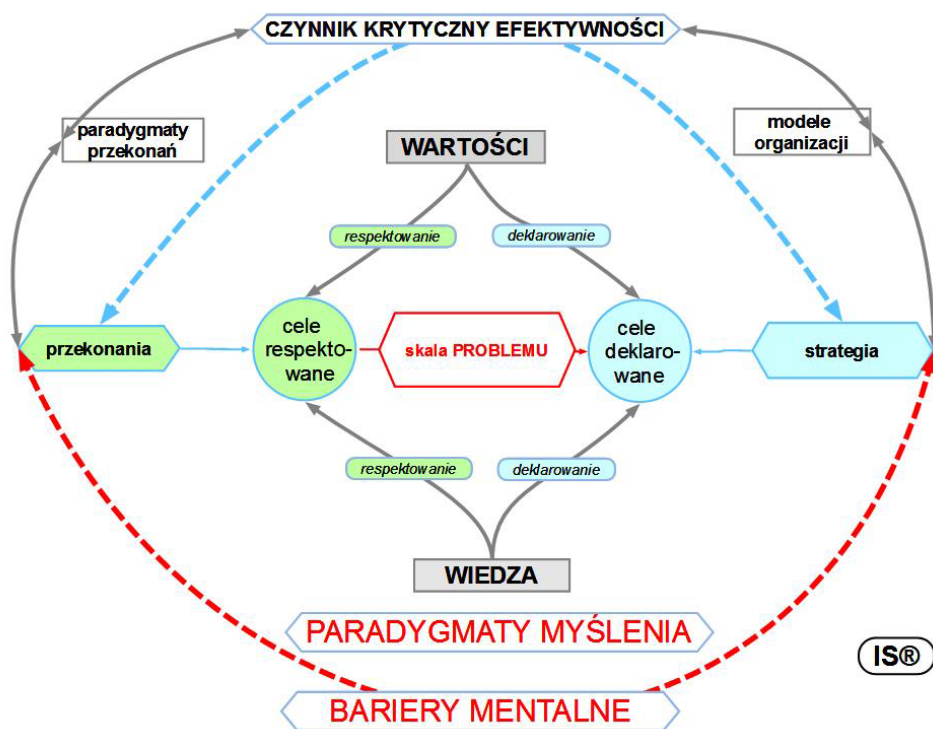 CZYNNIK KRYTYCZNY EFEKTYWNOŚCI
paradygmaty
przekonań
modele
organizacji
WARTOŚCI
respektowanie
deklarowanie
przekonania
cele
respekto-
wane
skala PROBLEMU
cele
deklaro-
wane
strategia
respektowanie
deklarowanie
WIEDZA
PARADYGMATY MYŚLENIA
IS®
BARIERY MENTALNE